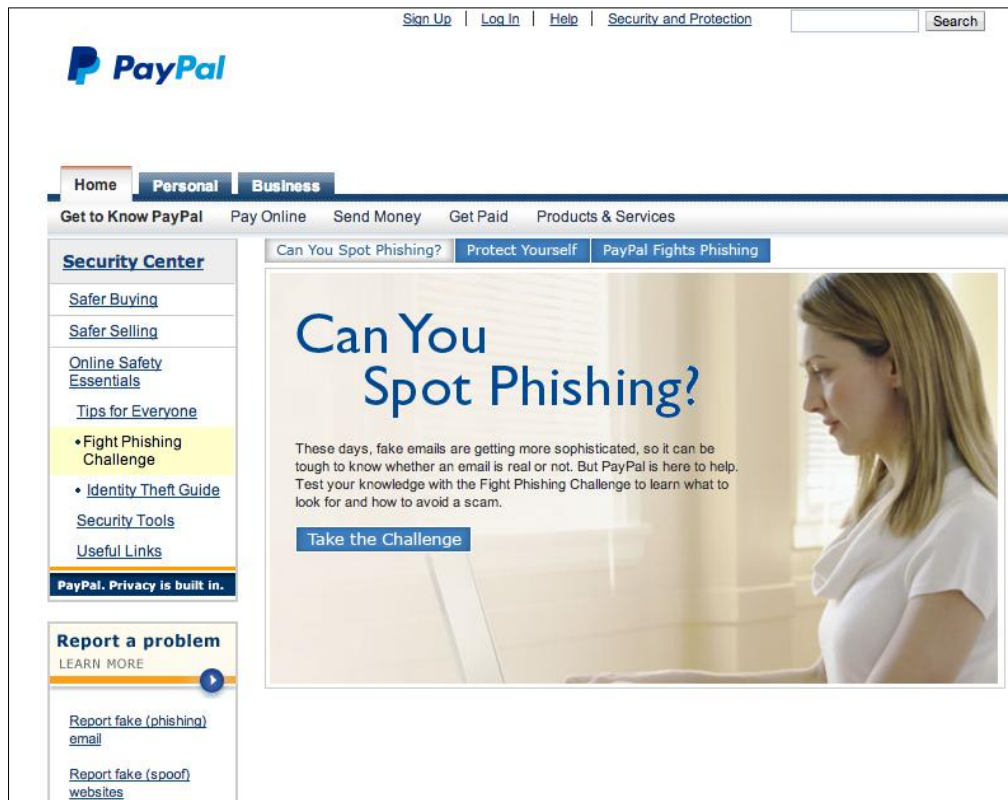 Sign Up | Log In | Help | Security and Protection
Search
PayPal
Home Personal Business
Get to Know PayPal Pay Online Send Money Get Paid Products & Services
Security Center
Safer Buying
Safer Selling
Online Safety
Essentials
Tips for Everyone
• Fight Phishing
Challenge
• Identity Theft Guide
Security Tools
Useful Links
PayPal. Privacy is built in.
Report a problem
LEARN MORE
Report fake (phishing)
email
Report fake (spoof)
websites
Can You Spot Phishing? Protect Yourself PayPal Fights Phishing
Can You
Spot Phishing?
These days, fake emails are getting more sophisticated, so it can be
tough to know whether an email is real or not. But PayPal is here to help.
Test your knowledge with the Fight Phishing Challenge to learn what to
look for and how to avoid a scam.
Take the Challenge